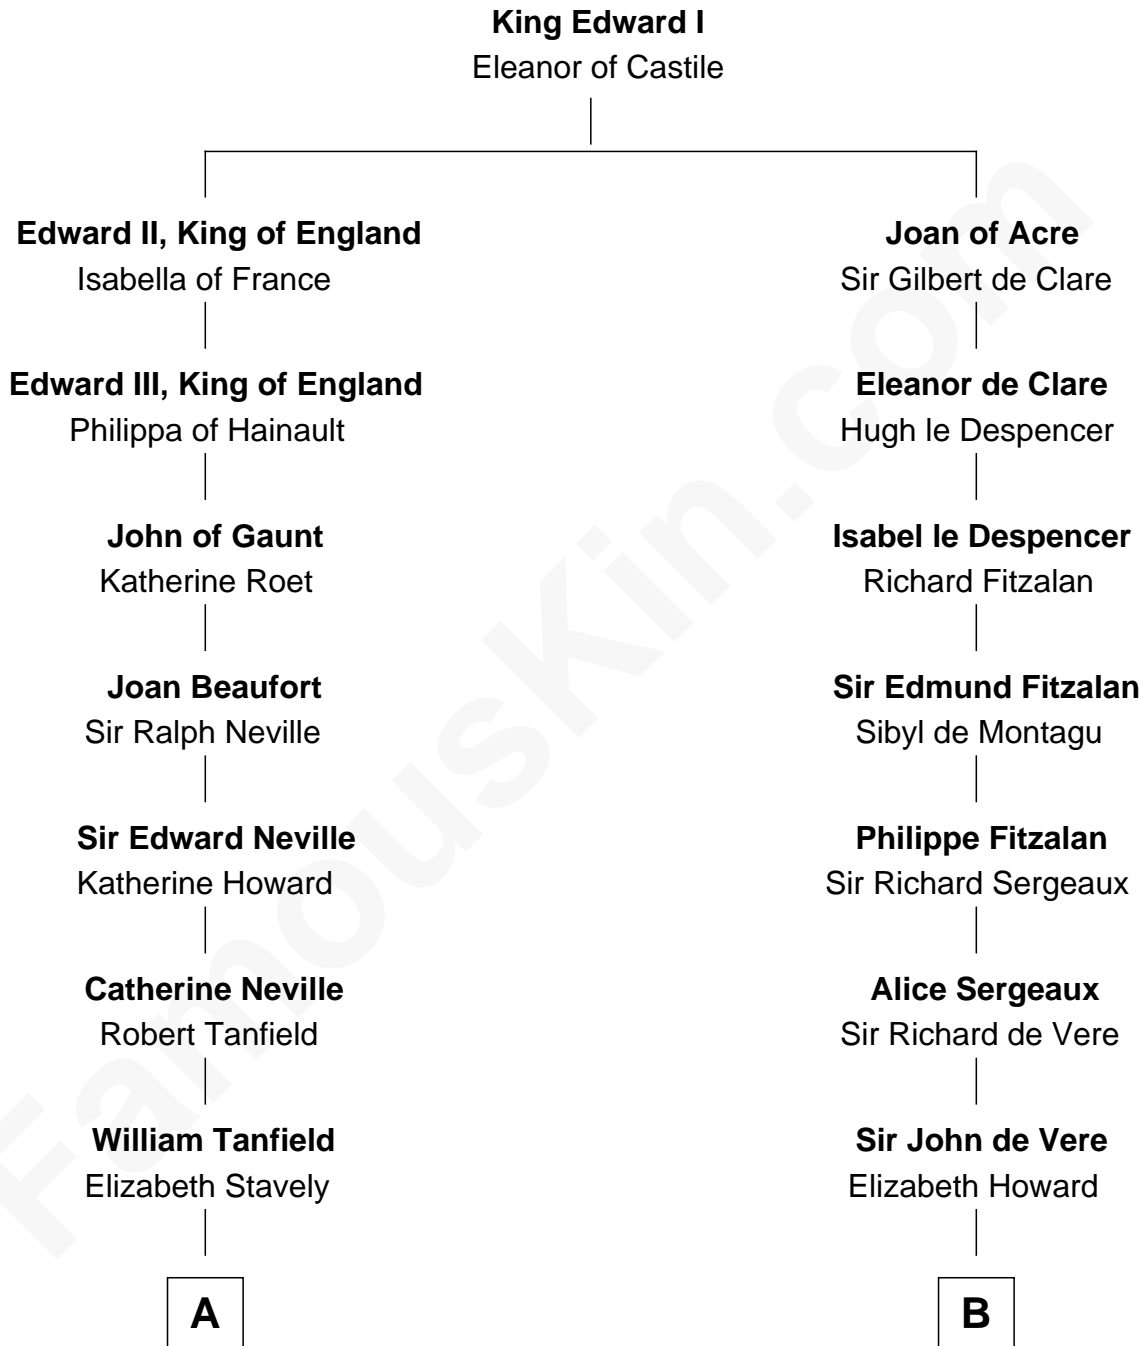 King Edward I
Eleanor of Castile
Edward II, King of England
Isabella of France
Joan of Acre
Sir Gilbert de Clare
Edward III, King of England
Philippa of Hainault
Eleanor de Clare
Hugh le Despencer
John of Gaunt
Katherine Roet
Isabel le Despencer
Richard Fitzalan
Joan Beaufort
Sir Ralph Neville
Sir Edmund Fitzalan
Sibyl de Montagu
Sir Edward Neville
Katherine Howard
Philippe Fitzalan
Sir Richard Sergeaux
Catherine Neville
Robert Tanfield
Alice Sergeaux
Sir Richard de Vere
William Tanfield
Elizabeth Stavely
Sir John de Vere
Elizabeth Howard
A
B
FamousKin.com